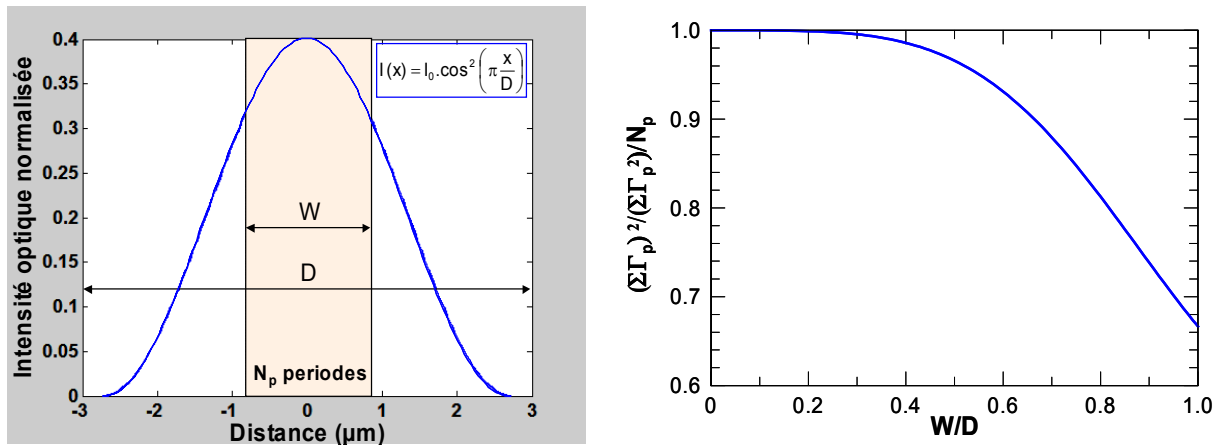 Intensité optique normalisée
0.4
0.35
0.3
0.25
0.2
0.15
0.1
0.05
0
I(x) = I₀.cos²(π x/D)
W
D
Nₚ periodes
-3 -2 -1 0 1 2 3
Distance (µm)
(ΣΓₚ)²/(ΣΓₚ²)/Nₚ
1.0
0.9
0.8
0.7
0.6
0 0.2 0.4 0.6 0.8 1.0
W/D